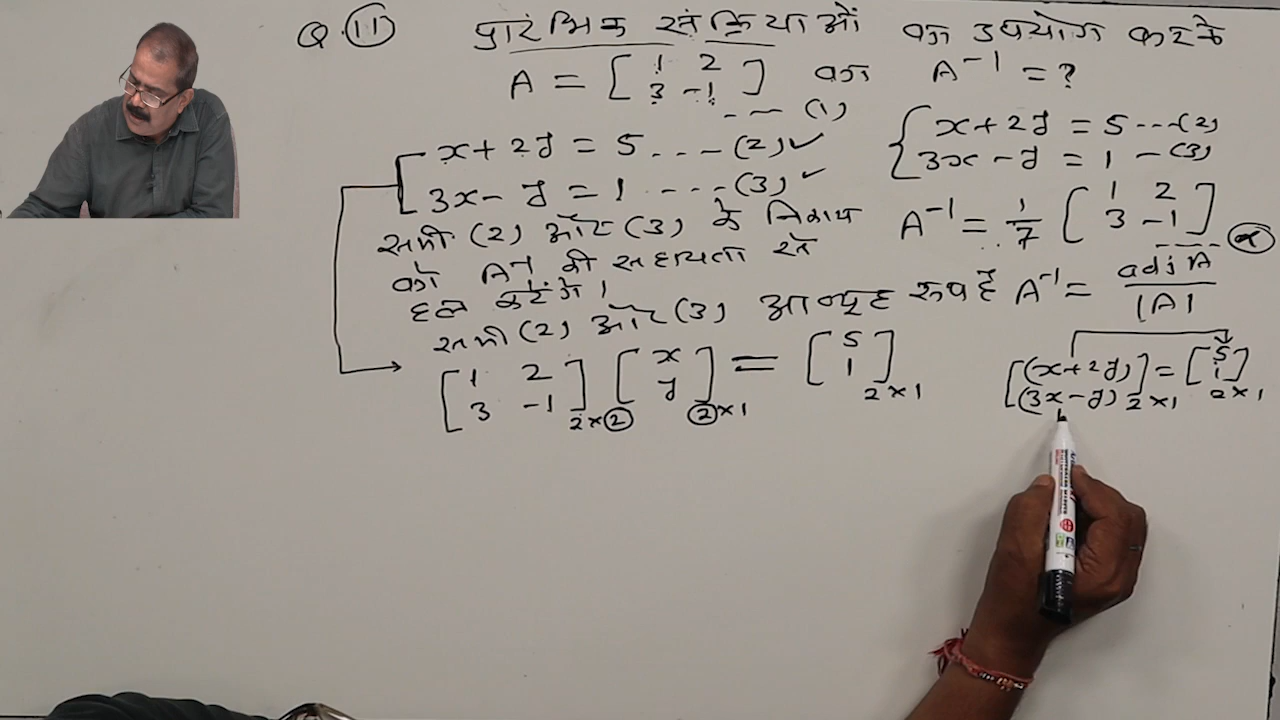 Q.(11) प्रारंभिक संक्रियाओं का उपयोग करके
A = [1 2 3 -1] का A⁻¹ = ?
--- (1)
x + 2y = 5 ... -- (2) ✓
3x - y = 1 --- (3) ✓
समी (2) और (3) के निकाय
को A⁻¹ की सहायता से
हल करेंगे।
समी (2) और (3) आव्यूह रूप में
[1 2 3 -1] 2×2 [x y] 2×1 = [5 1] 2×1
x + 2y = 5 --- (2)
3x - y = 1 - (3)
A⁻¹ = 1/7 [1 2 3 -1] ---- (α)
A⁻¹ = adj A / |A|
[(x+2y) (3x-y)] 2×1 = [5 1] 2×1